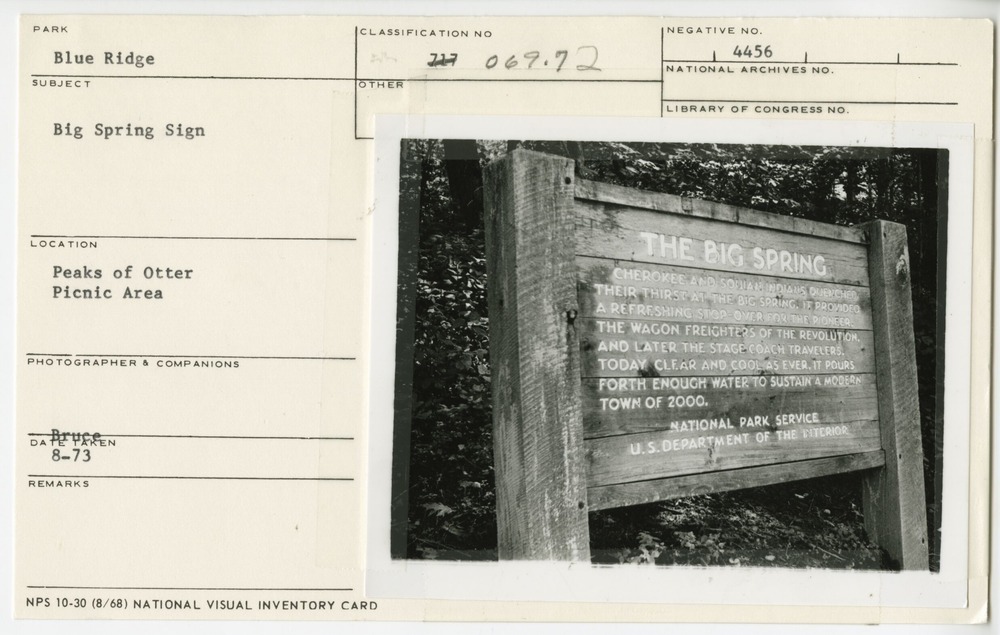 PARK
Blue Ridge
CLASSIFICATION NO
717 069.72
NEGATIVE NO.
4456
NATIONAL ARCHIVES NO.
SUBJECT
OTHER
LIBRARY OF CONGRESS NO.
Big Spring Sign
LOCATION
Peaks of Otter
Picnic Area
PHOTOGRAPHER & COMPANIONS
Bruce
DATE TAKEN
8-73
REMARKS
NPS 10-30 (8/68) NATIONAL VISUAL INVENTORY CARD
THE BIG SPRING
CHEROKEE AND SQUIAN INDIANS QUENCHED
THEIR THIRST AT THE BIG SPRING. IT PROVIDED
A REFRESHING STOP-OVER FOR THE PIONEER,
THE WAGON FREIGHTERS OF THE REVOLUTION,
AND LATER THE STAGE COACH TRAVELERS.
TODAY, CLEAR AND COOL AS EVER, IT POURS
FORTH ENOUGH WATER TO SUSTAIN A MODERN
TOWN OF 2000.
NATIONAL PARK SERVICE
U.S. DEPARTMENT OF THE INTERIOR